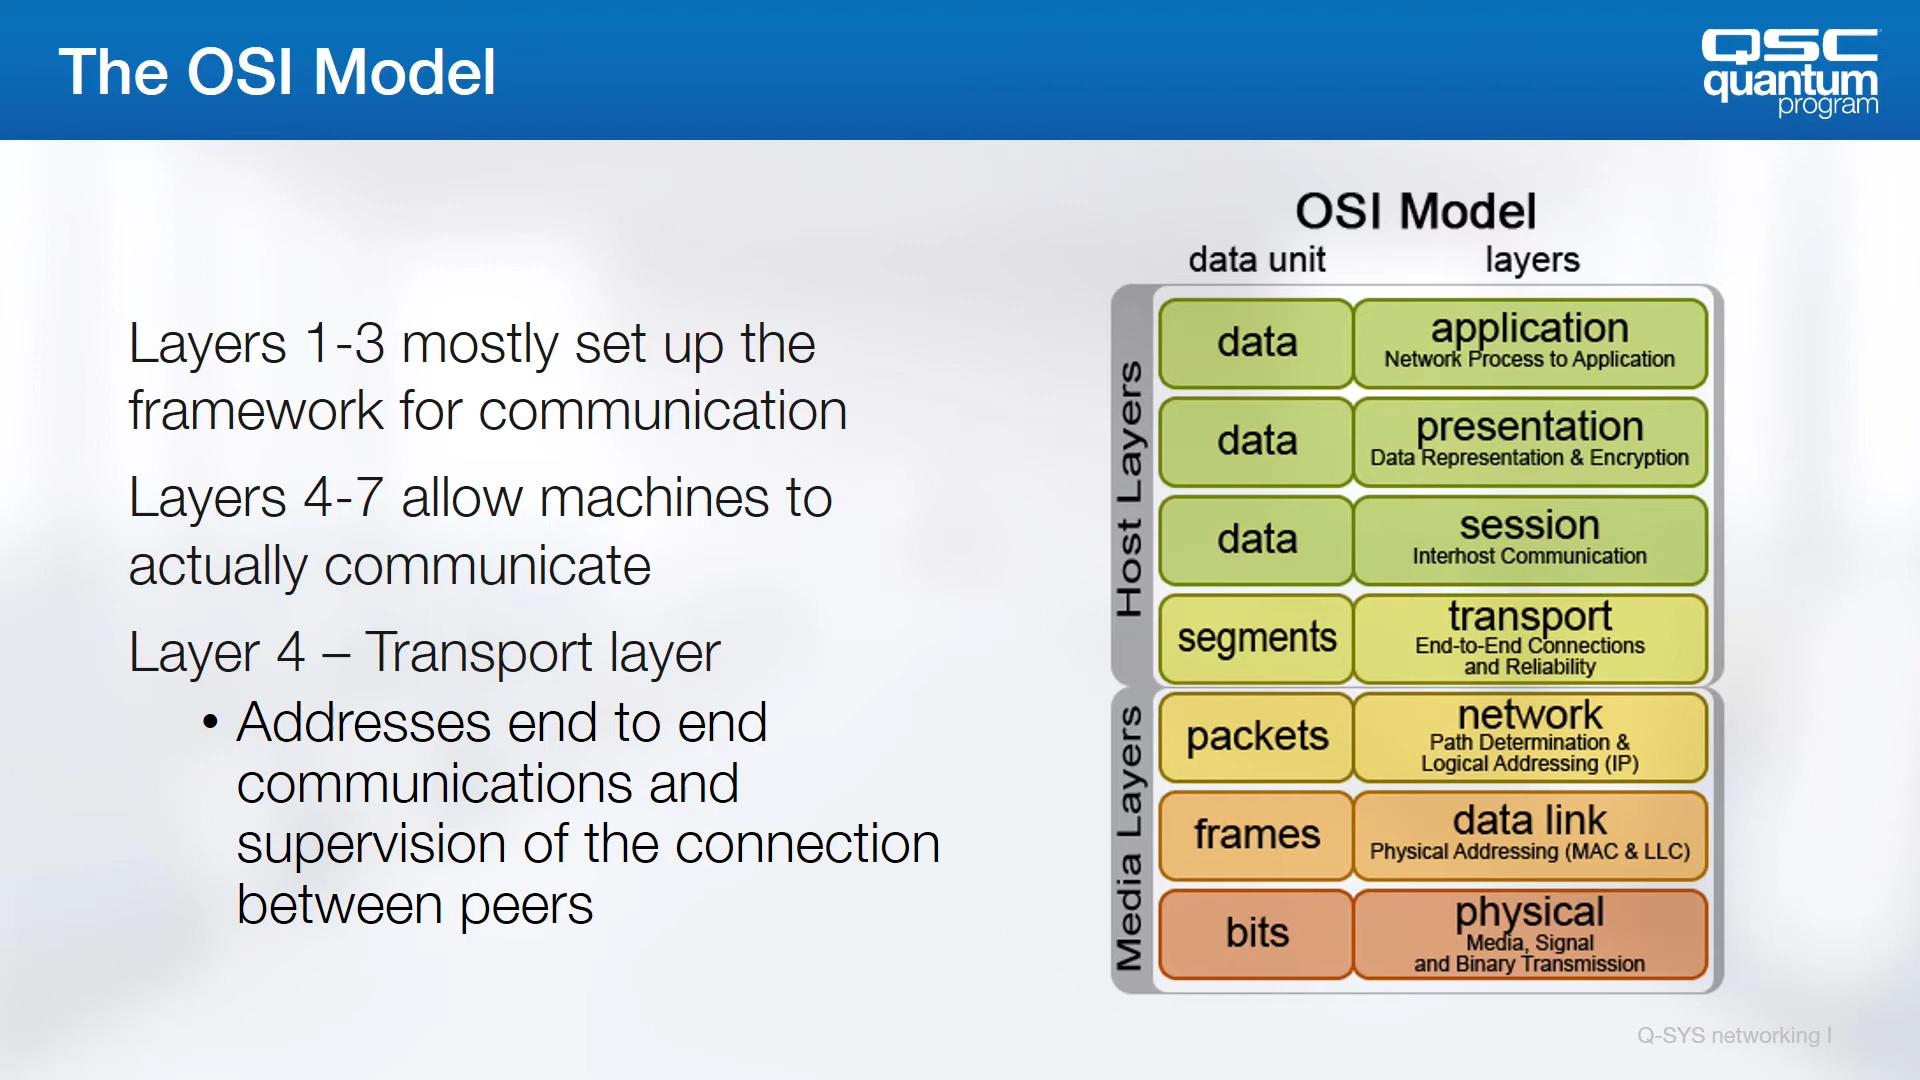 The OSI Model
QSC
quantum
program
Layers 1-3 mostly set up the
framework for communication
Layers 4-7 allow machines to
actually communicate
Layer 4 – Transport layer
• Addresses end to end
communications and
supervision of the connection
between peers
OSI Model
data unit layers
Host Layers
data application
Network Process to Application
data presentation
Data Representation & Encryption
data session
Interhost Communication
segments transport
End-to-End Connections
and Reliability
Media Layers
packets network
Path Determination &
Logical Addressing (IP)
frames data link
Physical Addressing (MAC & LLC)
bits physical
Media, Signal
and Binary Transmission
Q-SYS networking I